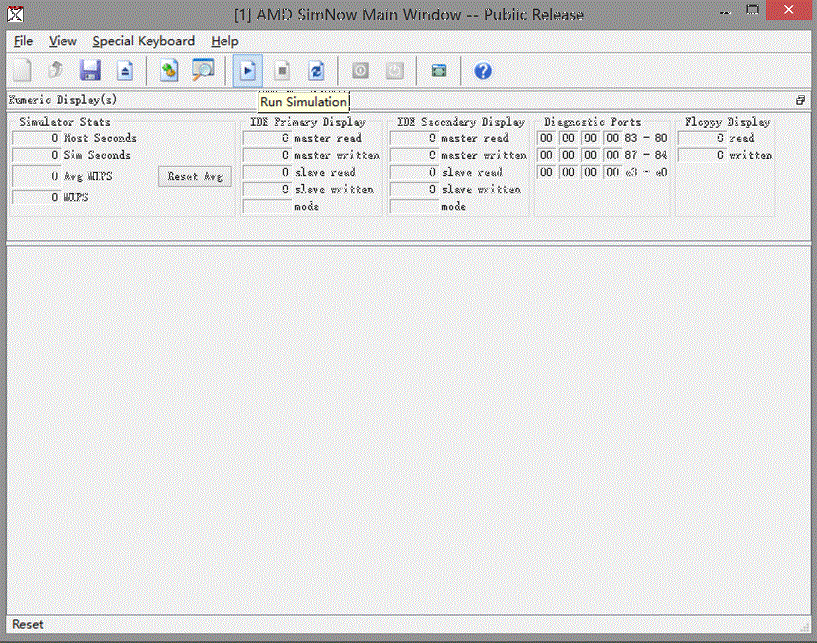 [1] AMD SimNow Main Window -- Public Release
File View Special Keyboard Help
Run Simulation
Numeric Display(s)
Simulator Stats
0 Host Seconds
0 Sim Seconds
0 Avg MIPS
Reset Avg
0 MIPS
IDE Primary Display
0 master read
0 master written
0 slave read
0 slave written
mode
IDE Secondary Display
0 master read
0 master written
0 slave read
0 slave written
mode
Diagnostic Ports
00 00 00 00 83 - 80
00 00 00 00 87 - 84
00 00 00 00 e3 - e0
Floppy Display
0 read
0 written
Reset